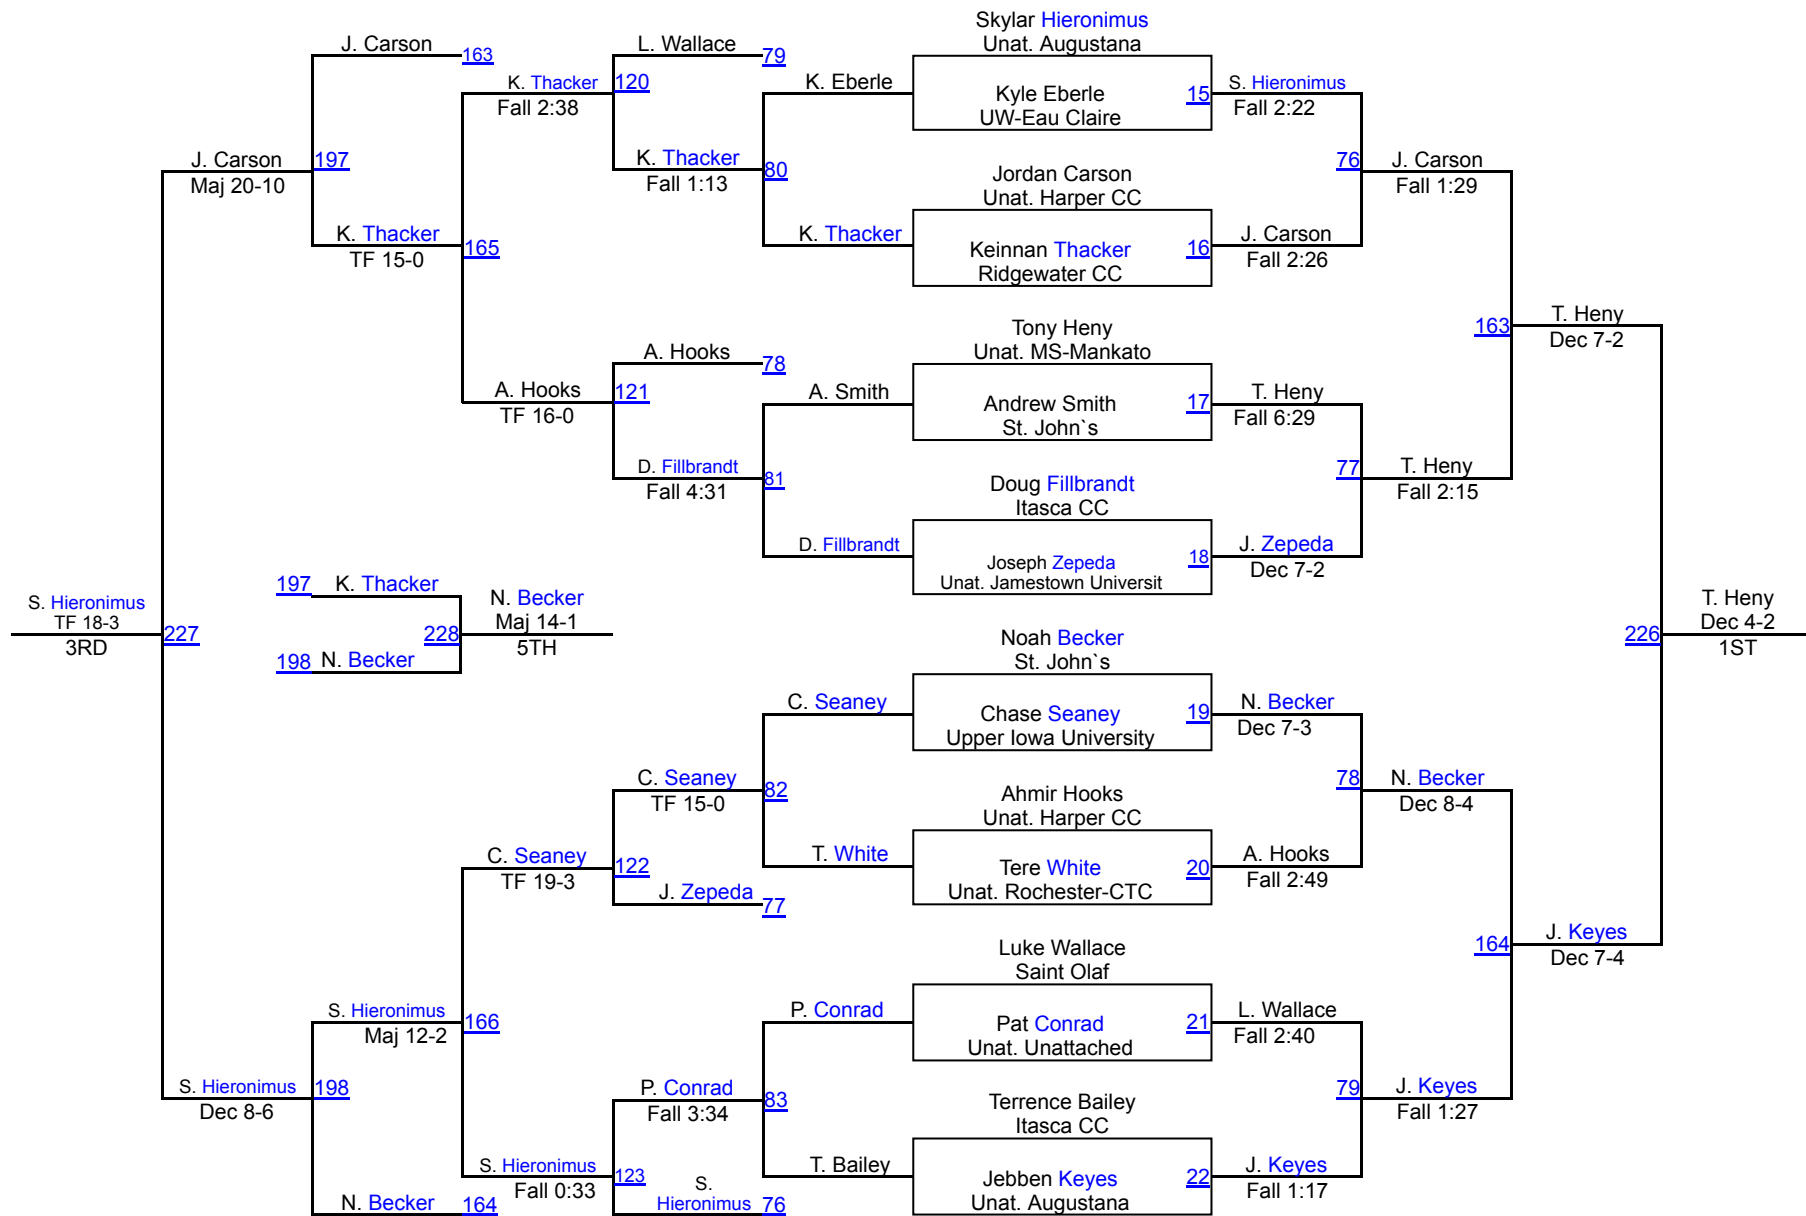 Skylar Hieronimus
Unat. Augustana
J. Carson
163
L. Wallace
79
K. Thacker
120
Fall 2:38
K. Eberle
Kyle Eberle
15
UW-Eau Claire
S. Hieronimus
Fall 2:22
J. Carson
197
Maj 20-10
K. Thacker
80
Fall 1:13
Jordan Carson
Unat. Harper CC
76
J. Carson
Fall 1:29
K. Thacker
165
TF 15-0
K. Thacker
Keinnan Thacker
16
Ridgewater CC
J. Carson
Fall 2:26
Tony Heny
Unat. MS-Mankato
163
T. Heny
Dec 7-2
A. Hooks
78
A. Hooks
121
TF 16-0
A. Smith
Andrew Smith
17
St. John`s
T. Heny
Fall 6:29
D. Fillbrandt
81
Fall 4:31
Doug Fillbrandt
Itasca CC
77
T. Heny
Fall 2:15
D. Fillbrandt
Joseph Zepeda
18
Unat. Jamestown Universit
J. Zepeda
Dec 7-2
197
K. Thacker
S. Hieronimus
TF 18-3
3RD
227
228
N. Becker
Maj 14-1
5TH
198
N. Becker
T. Heny
Dec 4-2
226
1ST
Noah Becker
St. John`s
C. Seaney
Chase Seaney
19
Upper Iowa University
N. Becker
Dec 7-3
C. Seaney
82
TF 15-0
Ahmir Hooks
Unat. Harper CC
78
N. Becker
Dec 8-4
C. Seaney
122
TF 19-3
T. White
Tere White
20
Unat. Rochester-CTC
A. Hooks
Fall 2:49
J. Zepeda
77
Luke Wallace
Saint Olaf
164
J. Keyes
Dec 7-4
S. Hieronimus
166
Maj 12-2
P. Conrad
Pat Conrad
21
Unat. Unattached
L. Wallace
Fall 2:40
S. Hieronimus
198
Dec 8-6
P. Conrad
83
Fall 3:34
Terrence Bailey
Itasca CC
79
J. Keyes
Fall 1:27
S. Hieronimus
123
Fall 0:33
T. Bailey
Jebben Keyes
22
Unat. Augustana
J. Keyes
Fall 1:17
N. Becker
164
S.
Hieronimus
76